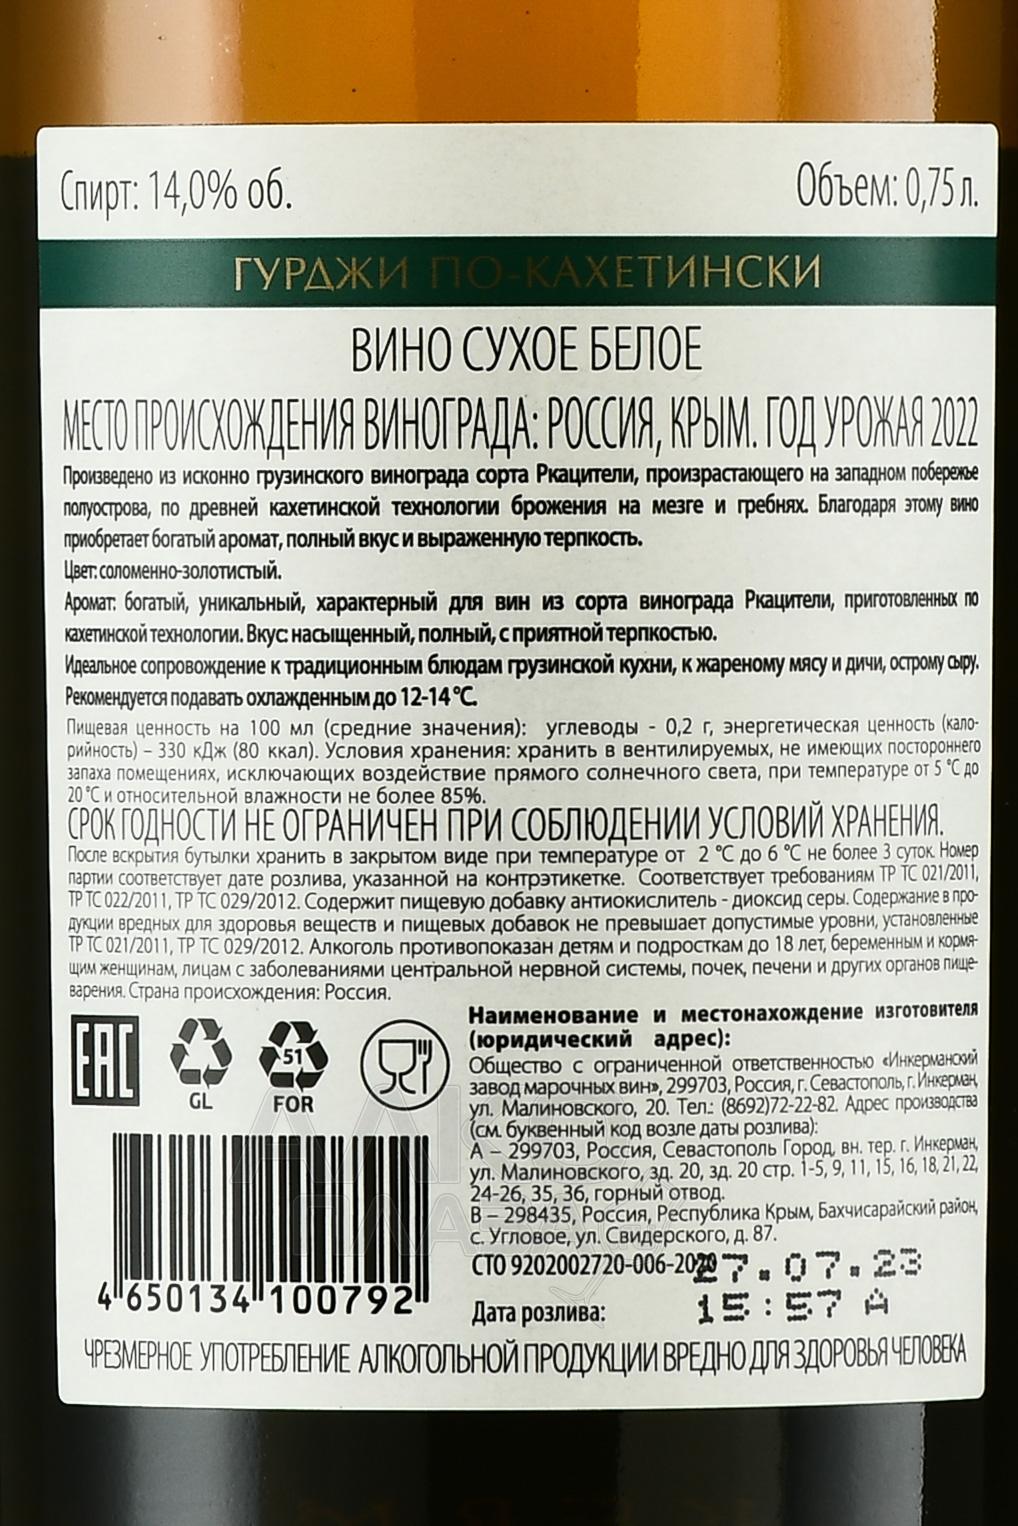 Спирт: 14,0% об.
Объем: 0,75 л.
ГУРДЖИ ПО-КАХЕТИНСКИ
ВИНО СУХОЕ БЕЛОЕ
МЕСТО ПРОИСХОЖДЕНИЯ ВИНОГРАДА: РОССИЯ, КРЫМ. ГОД УРОЖАЯ 2022
Произведено из исконно грузинского винограда сорта Ркацители, произрастающего на западном побережье
полуострова, по древней кахетинской технологии брожения на мезге и гребнях. Благодаря этому вино
приобретает богатый аромат, полный вкус и выраженную терпкость.
Цвет: соломенно-золотистый.
Аромат: богатый, уникальный, характерный для вин из сорта винограда Ркацители, приготовленных по
кахетинской технологии. Вкус: насыщенный, полный, с приятной терпкостью.
Идеальное сопровождение к традиционным блюдам грузинской кухни, к жареному мясу и дичи, острому сыру.
Рекомендуется подавать охлажденным до 12-14 °С.
Пищевая ценность на 100 мл (средние значения): углеводы - 0,2 г, энергетическая ценность (кало-
рийность) – 330 кДж (80 ккал). Условия хранения: хранить в вентилируемых, не имеющих постороннего
запаха помещениях, исключающих воздействие прямого солнечного света, при температуре от 5 °С до
20 °С и относительной влажности не более 85%.
СРОК ГОДНОСТИ НЕ ОГРАНИЧЕН ПРИ СОБЛЮДЕНИИ УСЛОВИЙ ХРАНЕНИЯ.
После вскрытия бутылки хранить в закрытом виде при температуре от 2 °С до 6 °С не более 3 суток. Номер
партии соответствует дате розлива, указанной на контрэтикетке. Соответствует требованиям ТР ТС 021/2011,
ТР ТС 022/2011, ТР ТС 029/2012. Содержит пищевую добавку антиокислитель - диоксид серы. Содержание в про-
дукции вредных для здоровья веществ и пищевых добавок не превышает допустимые уровни, установленные
ТР ТС 021/2011, ТР ТС 029/2012. Алкоголь противопоказан детям и подросткам до 18 лет, беременным и кормя-
щим женщинам, лицам с заболеваниями центральной нервной системы, почек, печени и других органов пище-
варения. Страна происхождения: Россия.
EAC
GL
51
FOR
Наименование и местонахождение изготовителя
(юридический адрес):
Общество с ограниченной ответственностью «Инкерманский
завод марочных вин», 299703, Россия, г. Севастополь, г. Инкерман,
ул. Малиновского, 20. Тел.: (8692)72-22-82. Адрес производства
(см. буквенный код возле даты розлива):
А – 299703, Россия, Севастополь Город, вн. тер. г. Инкерман,
ул. Малиновского, зд. 20, зд. 20 стр. 1-5, 9, 11, 15, 16, 18, 21, 22,
24-26, 35, 36, горный отвод.
В – 298435, Россия, Республика Крым, Бахчисарайский район,
с. Угловое, ул. Свидерского, д. 87.
СТО 9202002720-006-2020
27.07.23
Дата розлива:
15:57 А
4 650134 100792
ЧРЕЗМЕРНОЕ УПОТРЕБЛЕНИЕ АЛКОГОЛЬНОЙ ПРОДУКЦИИ ВРЕДНО ДЛЯ ЗДОРОВЬЯ ЧЕЛОВЕКА